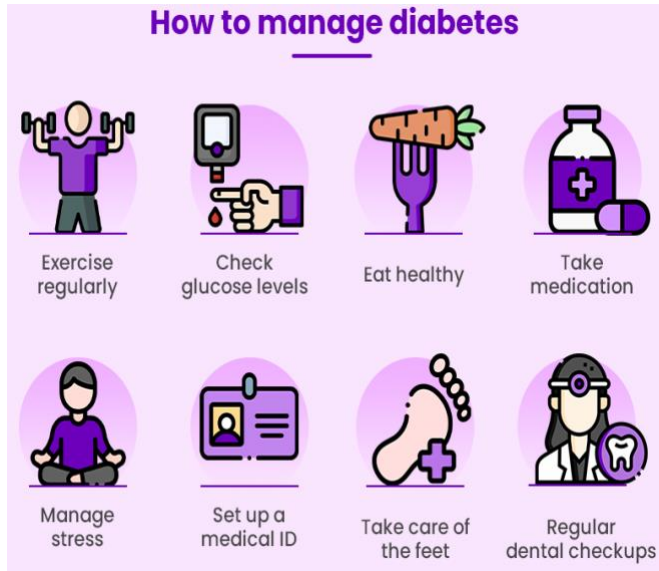 How to manage diabetes
Exercise
regularly
Check
glucose levels
Eat healthy
Take
medication
Manage
stress
Set up a
medical ID
Take care of
the feet
Regular
dental checkups